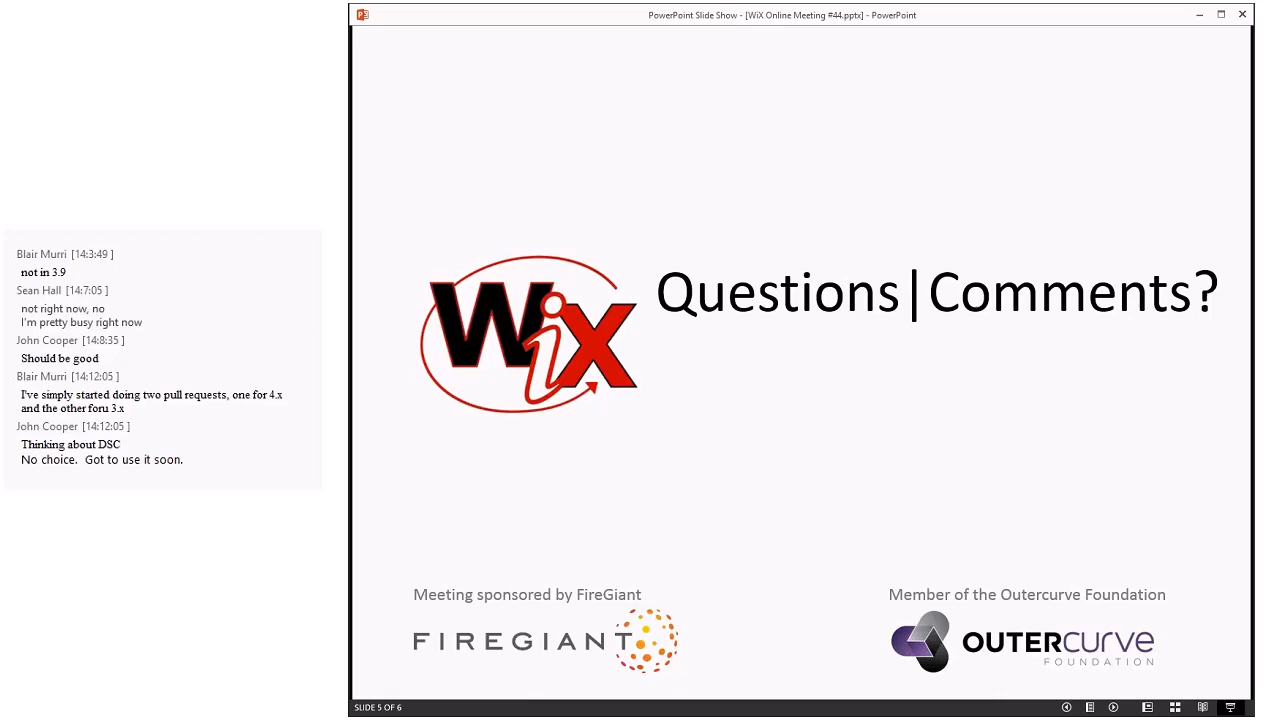 PowerPoint Slide Show - [WiX Online Meeting #44.pptx] - PowerPoint
Blair Murri [14:3:49 ]
not in 3.9
Sean Hall [14:7:05 ]
not right now, no
I'm pretty busy right now
John Cooper [14:8:35 ]
Should be good
Blair Murri [14:12:05 ]
I've simply started doing two pull requests, one for 4.x
and the other foru 3.x
John Cooper [14:12:05 ]
Thinking about DSC
No choice. Got to use it soon.
WiX
Questions|Comments?
Meeting sponsored by FireGiant
FIREGIANT
Member of the Outercurve Foundation
OUTERCURVE
FOUNDATION
SLIDE 5 OF 6